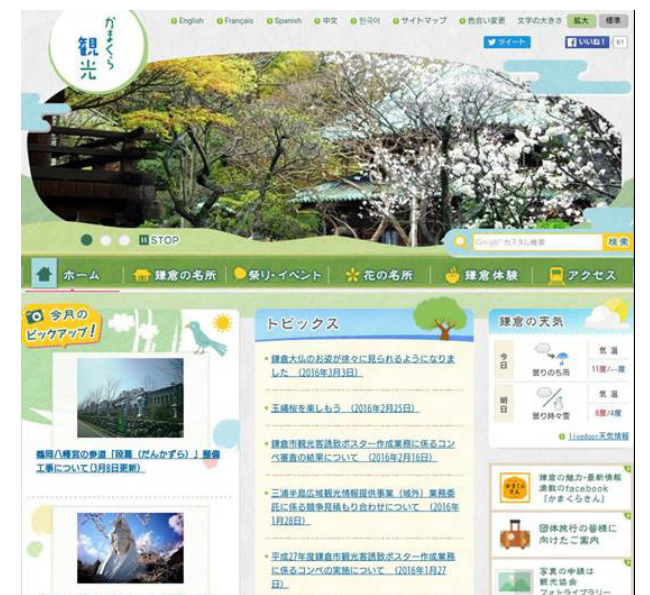 かまくら
観光
English Français Spanish 中文 한국어 サイトマップ 色合い変更 文字の大きさ 拡大 標準
ツイート いいね！ 61
STOP
Google カスタム検索 検索
ホーム 鎌倉の名所 祭り・イベント 花の名所 鎌倉体験 アクセス
今月の
ピックアップ！
鶴岡八幡宮の参道「段葛（だんかずら）」整備
工事について(3月8日更新）
トピックス
鎌倉大仏のお姿が徐々に見られるようになりま
した （2016年3月3日）
玉縄桜を楽しもう （2016年2月25日）
鎌倉市観光客誘致ポスター作成業務に係るコン
ペ審査の結果について （2016年2月16日）
三浦半島広域観光情報提供事業（域外）業務委
託に係る競争見積もり合わせについて （2016年
1月28日）
平成27年度鎌倉市観光客誘致ポスター作成業務
に係るコンペの実施について （2016年1月27
日）
鎌倉の天気
今日 曇りのち雨 気温 11度/--度
明日 曇り時々雪 気温 6度/4度
livedoor天気情報
かまくらさん
鎌倉の魅力・最新情報
満載のfacebook
「かまくらさん」
団体旅行の皆様に
向けたご案内
写真の申請は
観光協会
フォトライブラリー